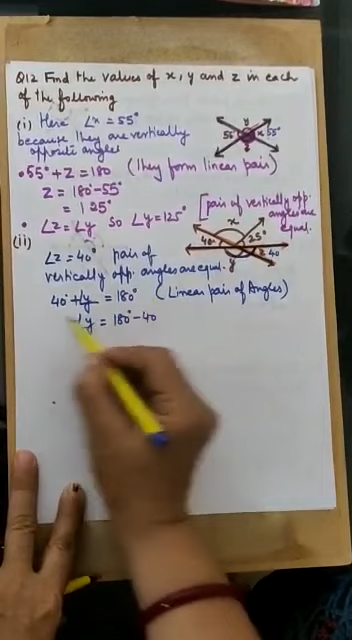 Q12 Find the values of x, y and z in each
of the following
(i) Here ∠x = 55°
because they are vertically
opposite angles
y
55° x 55°
z
• 55° + Z = 180 (They form linear pair)
Z = 180° - 55°
= 125°
• ∠Z = ∠y So ∠y = 125° [pair of vertically opp.
angles are
equal.
(ii)
x
40° 25°
y z 40
∠Z = 40° pair of
vertically opp. angles are equal.
40° + ∠y = 180° (Linear pair of Angles)
∠y = 180° - 40